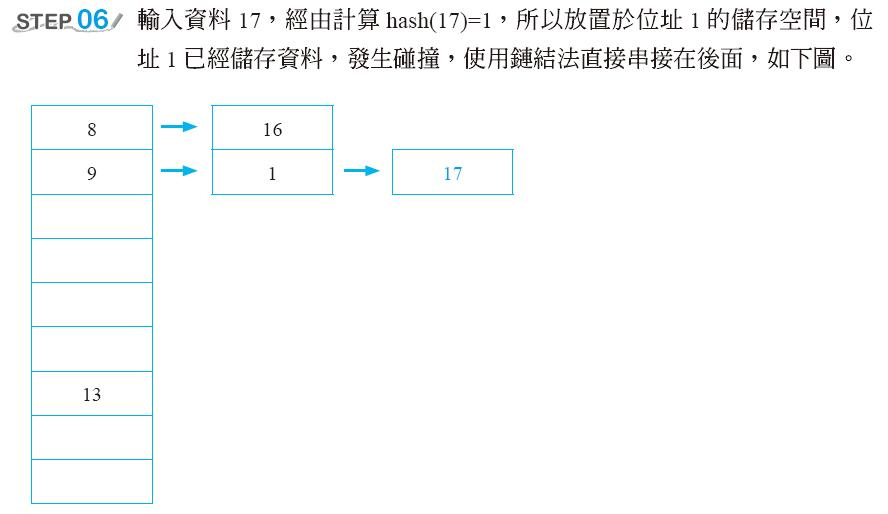 STEP 06 輸入資料 17，經由計算 hash(17)=1，所以放置於位址 1 的儲存空間，位
址 1 已經儲存資料，發生碰撞，使用鏈結法直接串接在後面，如下圖。
8 16
9 1 17
13